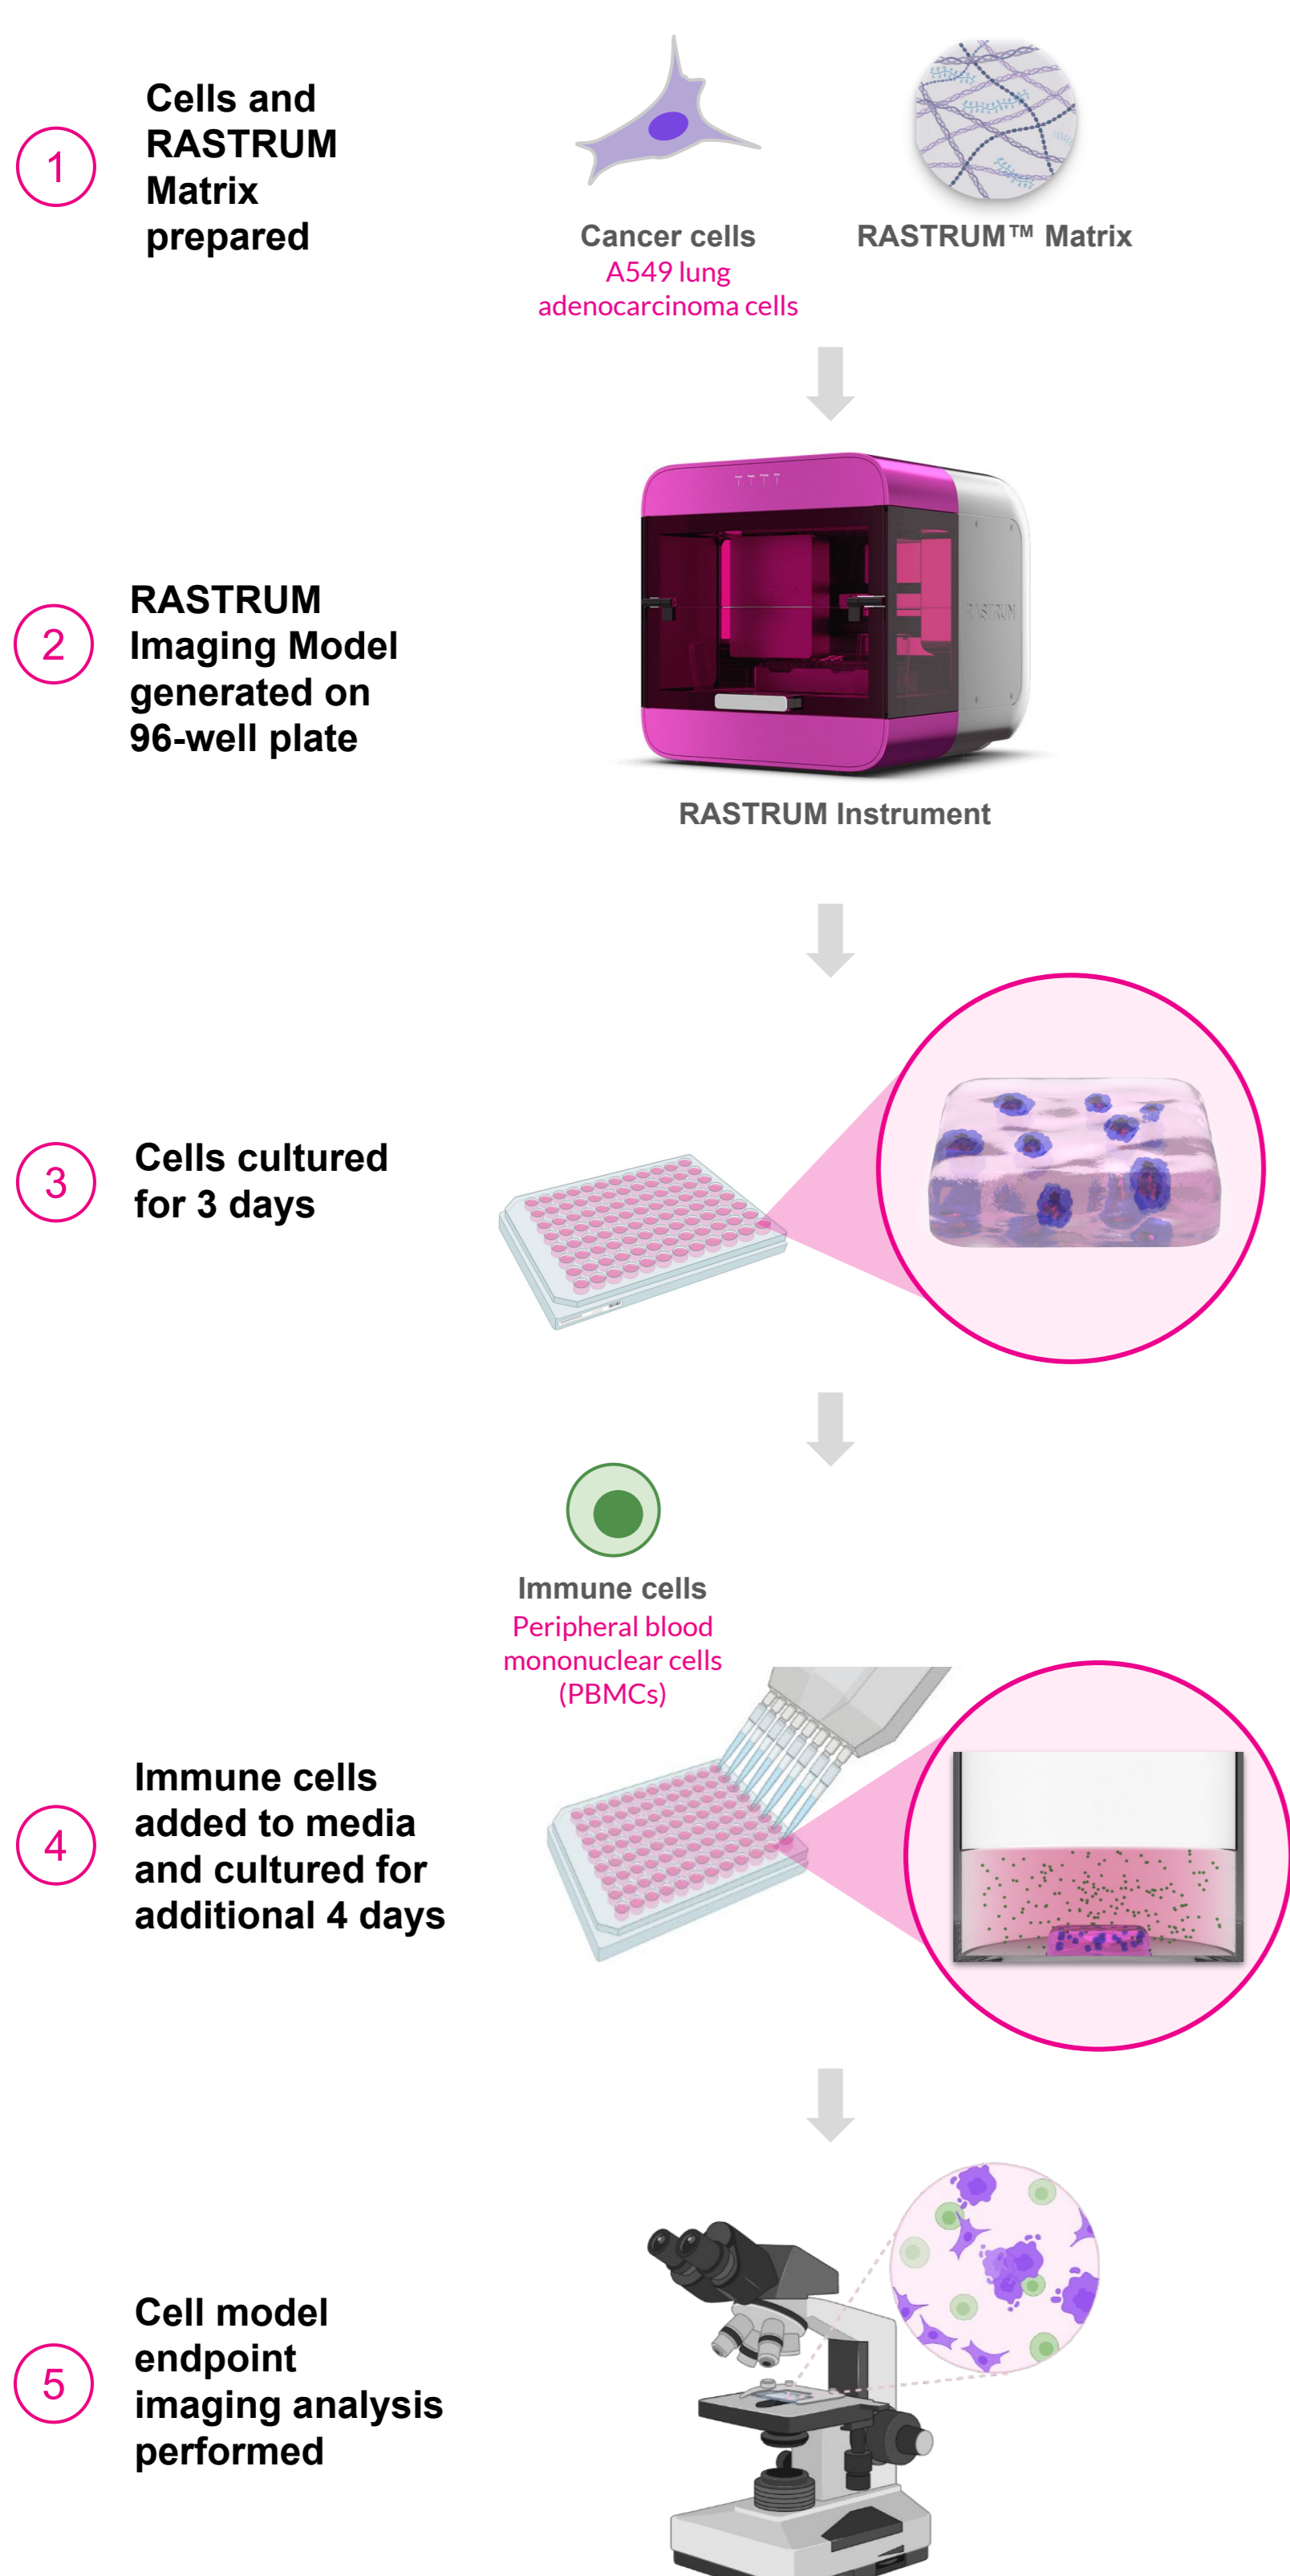 1
Cells and
RASTRUM
Matrix
prepared
Cancer cells
A549 lung
adenocarcinoma cells
RASTRUM™ Matrix
2
RASTRUM
Imaging Model
generated on
96-well plate
RASTRUM
RASTRUM Instrument
3
Cells cultured
for 3 days
Immune cells
Peripheral blood
mononuclear cells
(PBMCs)
4
Immune cells
added to media
and cultured for
additional 4 days
5
Cell model
endpoint
imaging analysis
performed